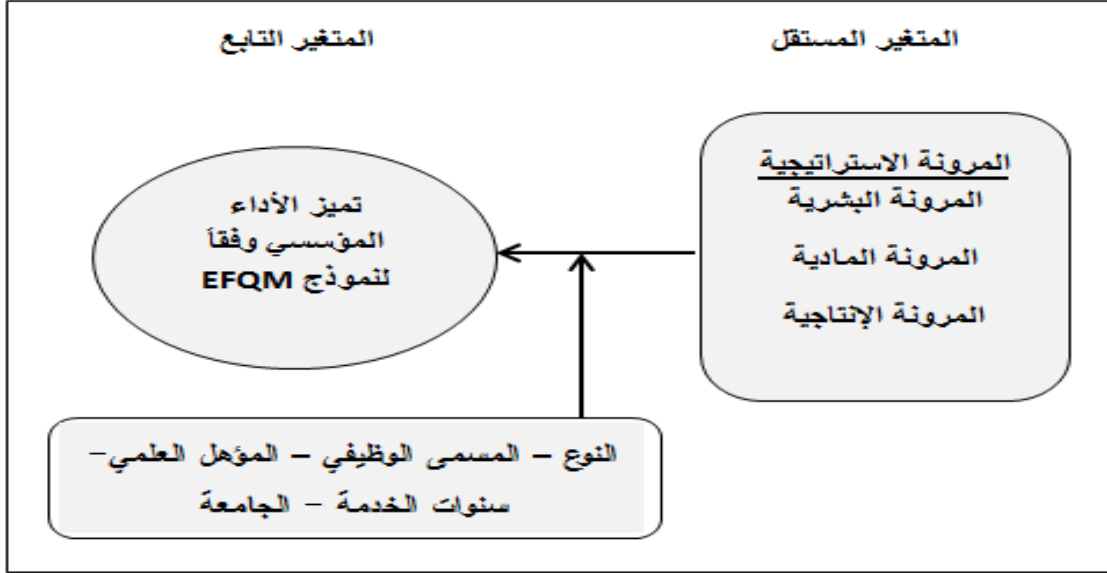 المتغير المستقل
المتغير التابع
المرونة الاستراتيجية
المرونة البشرية
المرونة المادية
المرونة الإنتاجية
تميز الأداء
المؤسسي وفقاً
لنموذج EFQM
النوع – المسمى الوظيفي – المؤهل العلمي–
سنوات الخدمة – الجامعة